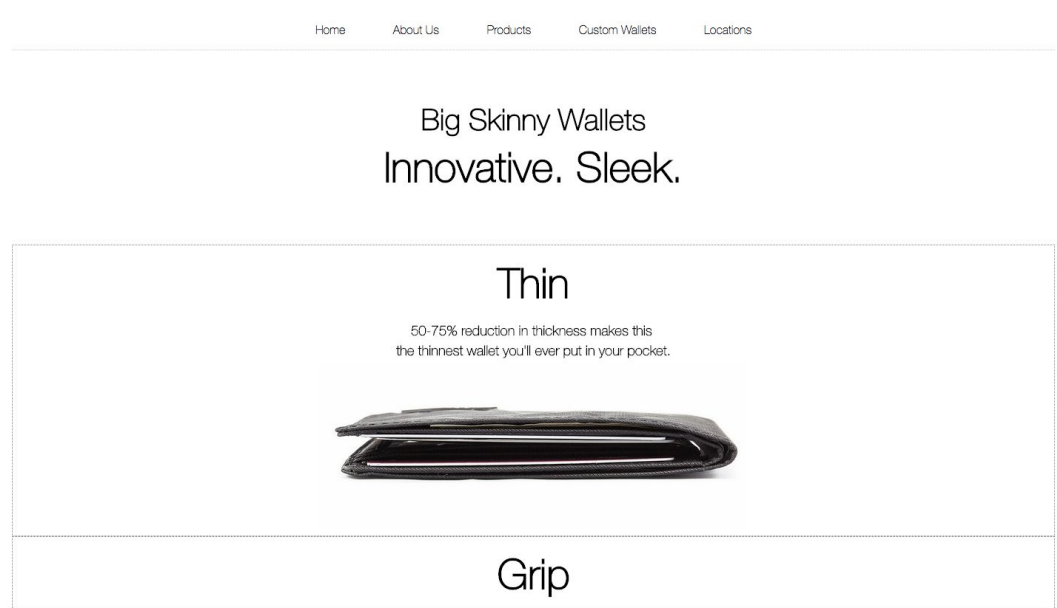 Home About Us Products Custom Wallets Locations
Big Skinny Wallets
Innovative. Sleek.
Thin
50-75% reduction in thickness makes this
the thinnest wallet you'll ever put in your pocket.
Grip